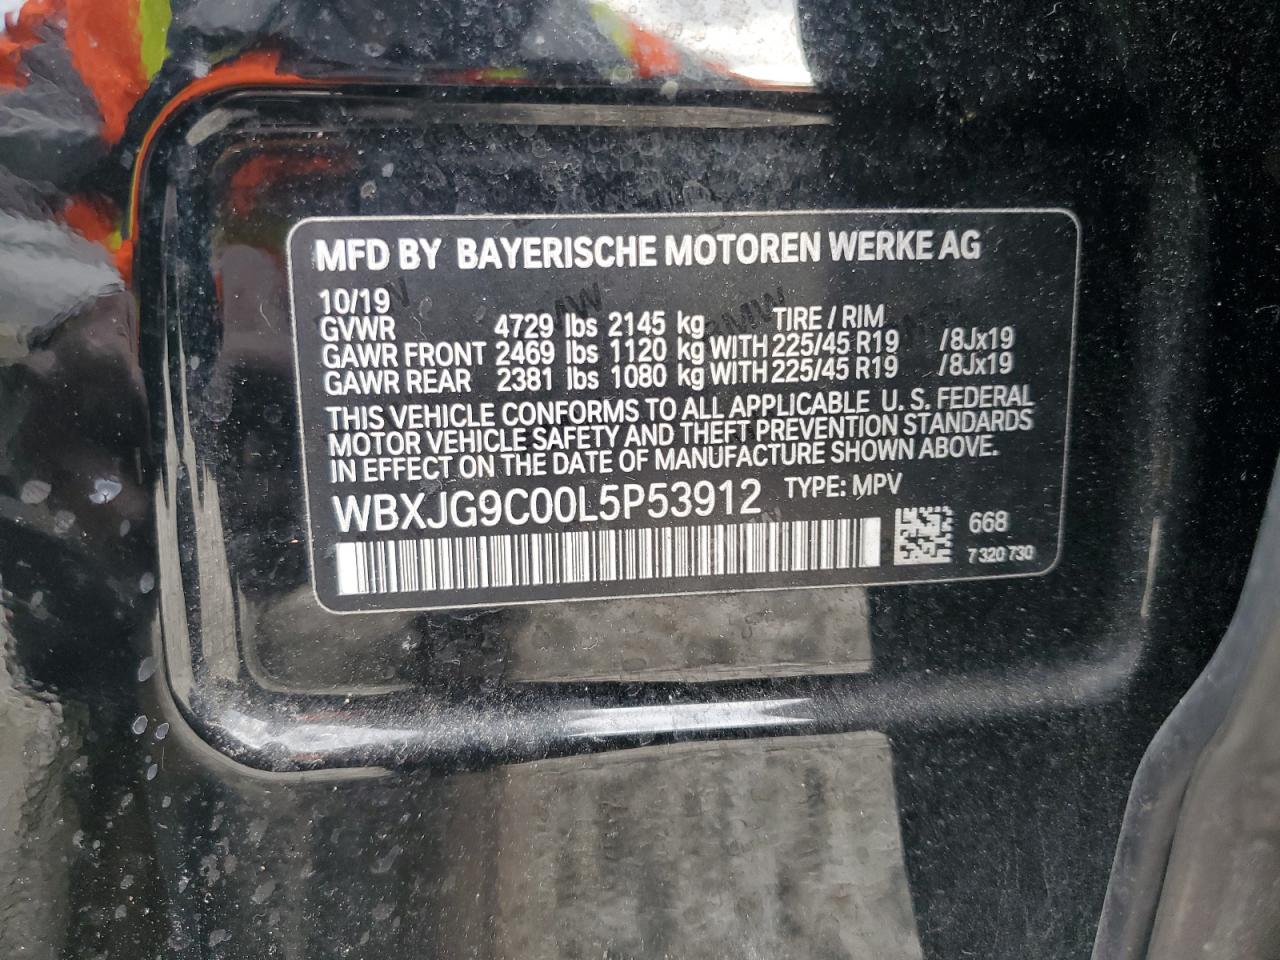 MFD BY BAYERISCHE MOTOREN WERKE AG
10/19
GVWR 4729 lbs 2145 kg TIRE / RIM
GAWR FRONT 2469 lbs 1120 kg WITH 225/45 R19 /8Jx19
GAWR REAR 2381 lbs 1080 kg WITH 225/45 R19 /8Jx19
THIS VEHICLE CONFORMS TO ALL APPLICABLE U. S. FEDERAL
MOTOR VEHICLE SAFETY AND THEFT PREVENTION STANDARDS
IN EFFECT ON THE DATE OF MANUFACTURE SHOWN ABOVE.
WBXJG9C00L5P53912 TYPE: MPV
668
7 320 730